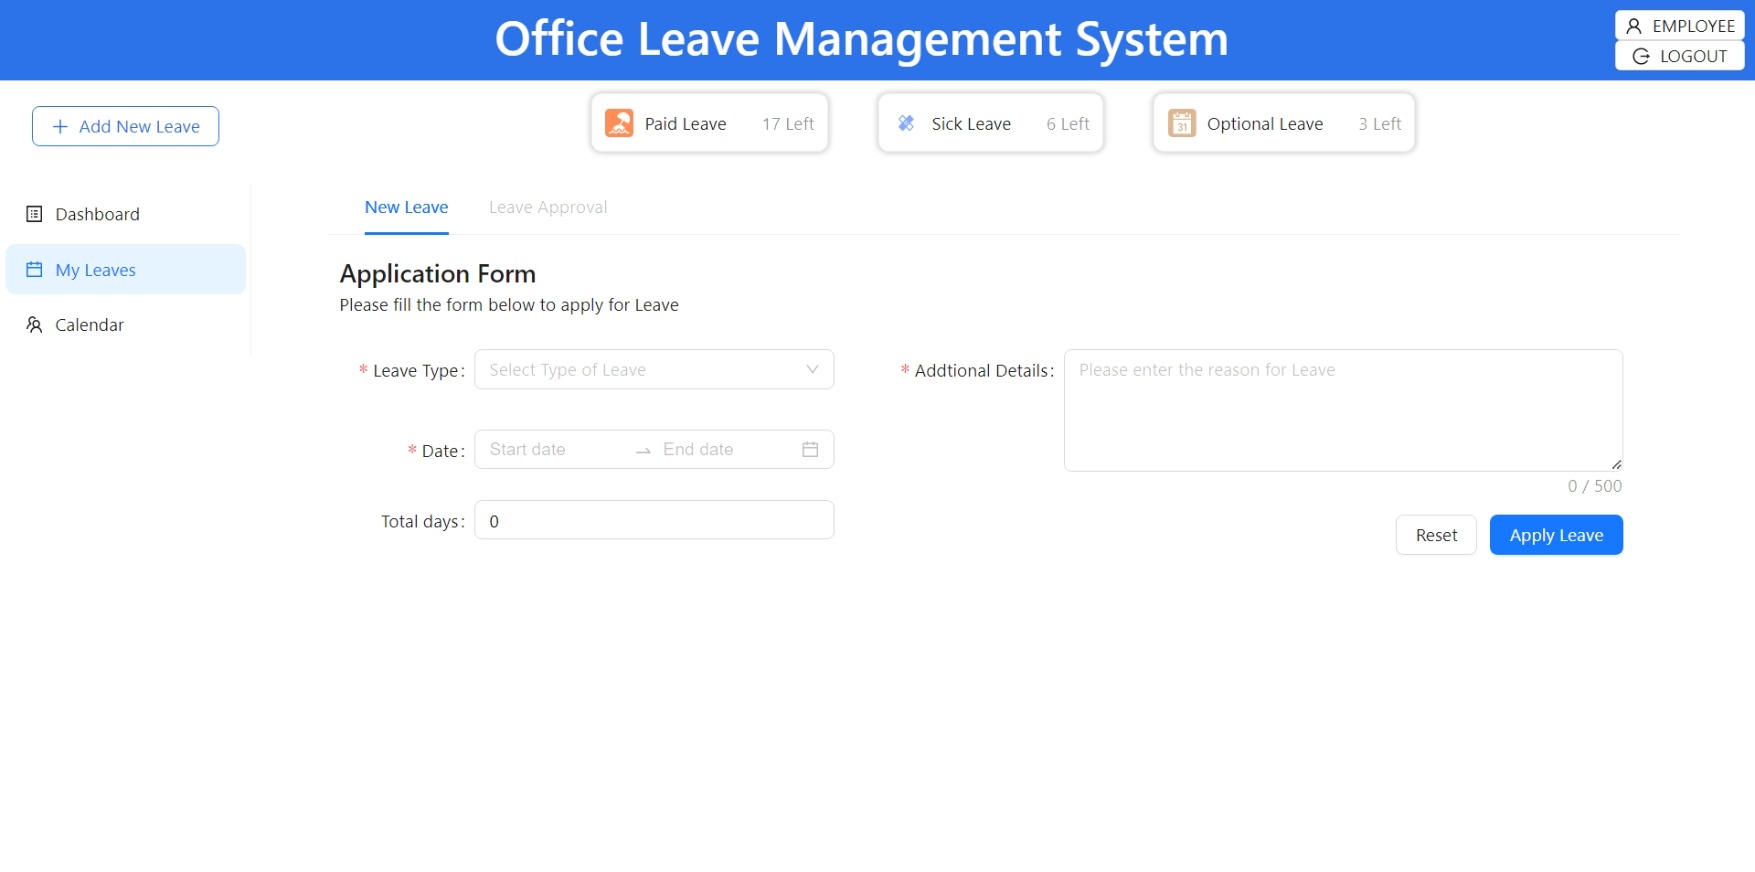 Office Leave Management System
EMPLOYEE
LOGOUT
+ Add New Leave
Paid Leave 17 Left
Sick Leave 6 Left
31 Optional Leave 3 Left
Dashboard
My Leaves
Calendar
New Leave Leave Approval
Application Form
Please fill the form below to apply for Leave
* Leave Type: Select Type of Leave
* Date: Start date → End date
Total days: 0
* Addtional Details: Please enter the reason for Leave
0 / 500
Reset Apply Leave